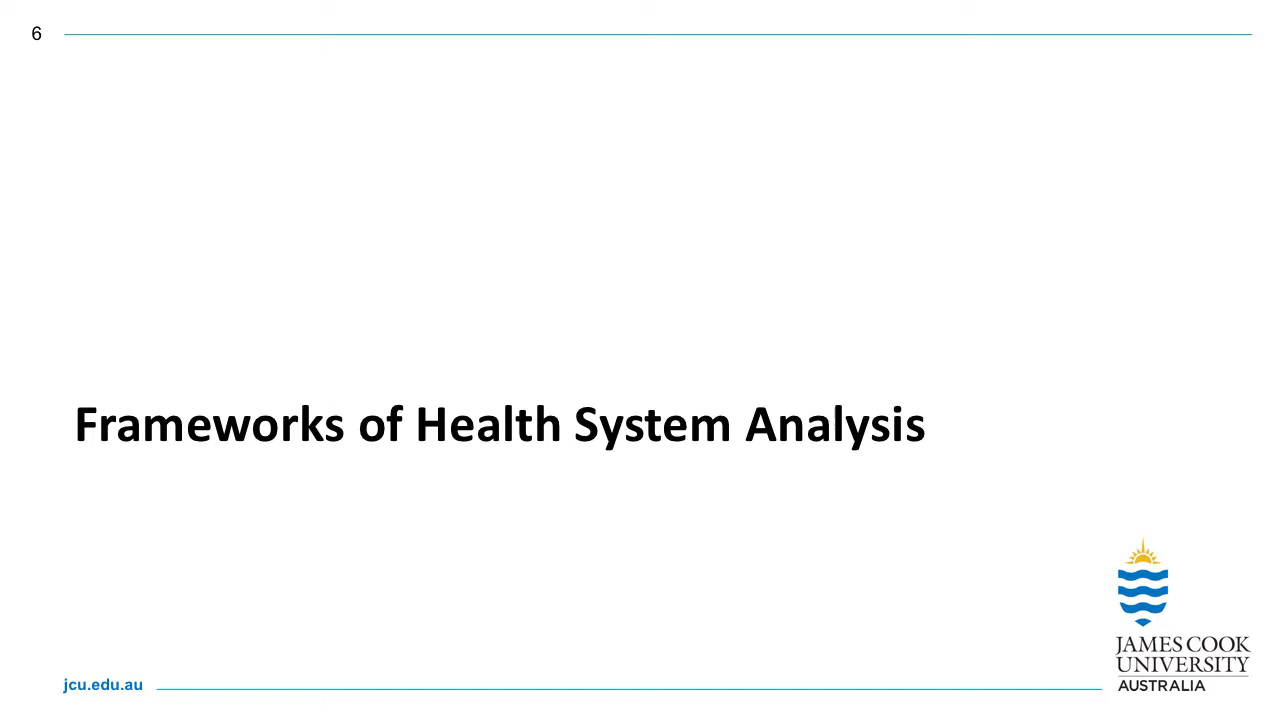 6
Frameworks of Health System Analysis
JAMES COOK
UNIVERSITY
AUSTRALIA
jcu.edu.au